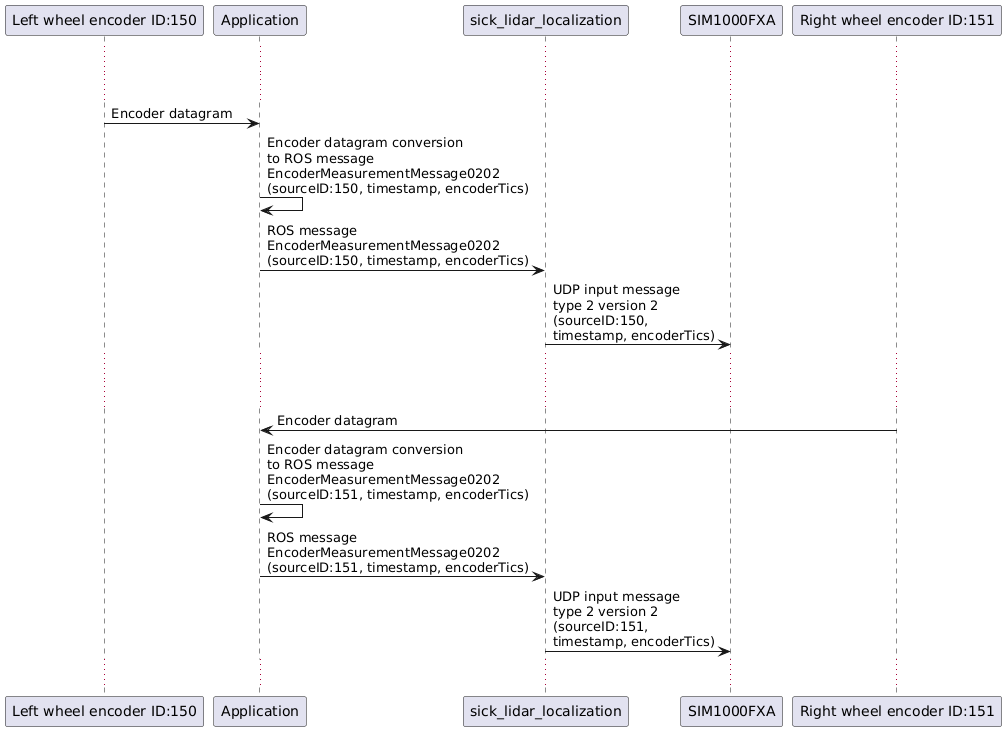 Left wheel encoder ID:150
Application
sick_lidar_localization
SIM1000FXA
Right wheel encoder ID:151
Encoder datagram
Encoder datagram conversion
to ROS message
EncoderMeasurementMessage0202
(sourceID:150, timestamp, encoderTics)
ROS message
EncoderMeasurementMessage0202
(sourceID:150, timestamp, encoderTics)
UDP input message
type 2 version 2
(sourceID:150,
timestamp, encoderTics)
Encoder datagram
Encoder datagram conversion
to ROS message
EncoderMeasurementMessage0202
(sourceID:151, timestamp, encoderTics)
ROS message
EncoderMeasurementMessage0202
(sourceID:151, timestamp, encoderTics)
UDP input message
type 2 version 2
(sourceID:151,
timestamp, encoderTics)
Left wheel encoder ID:150
Application
sick_lidar_localization
SIM1000FXA
Right wheel encoder ID:151